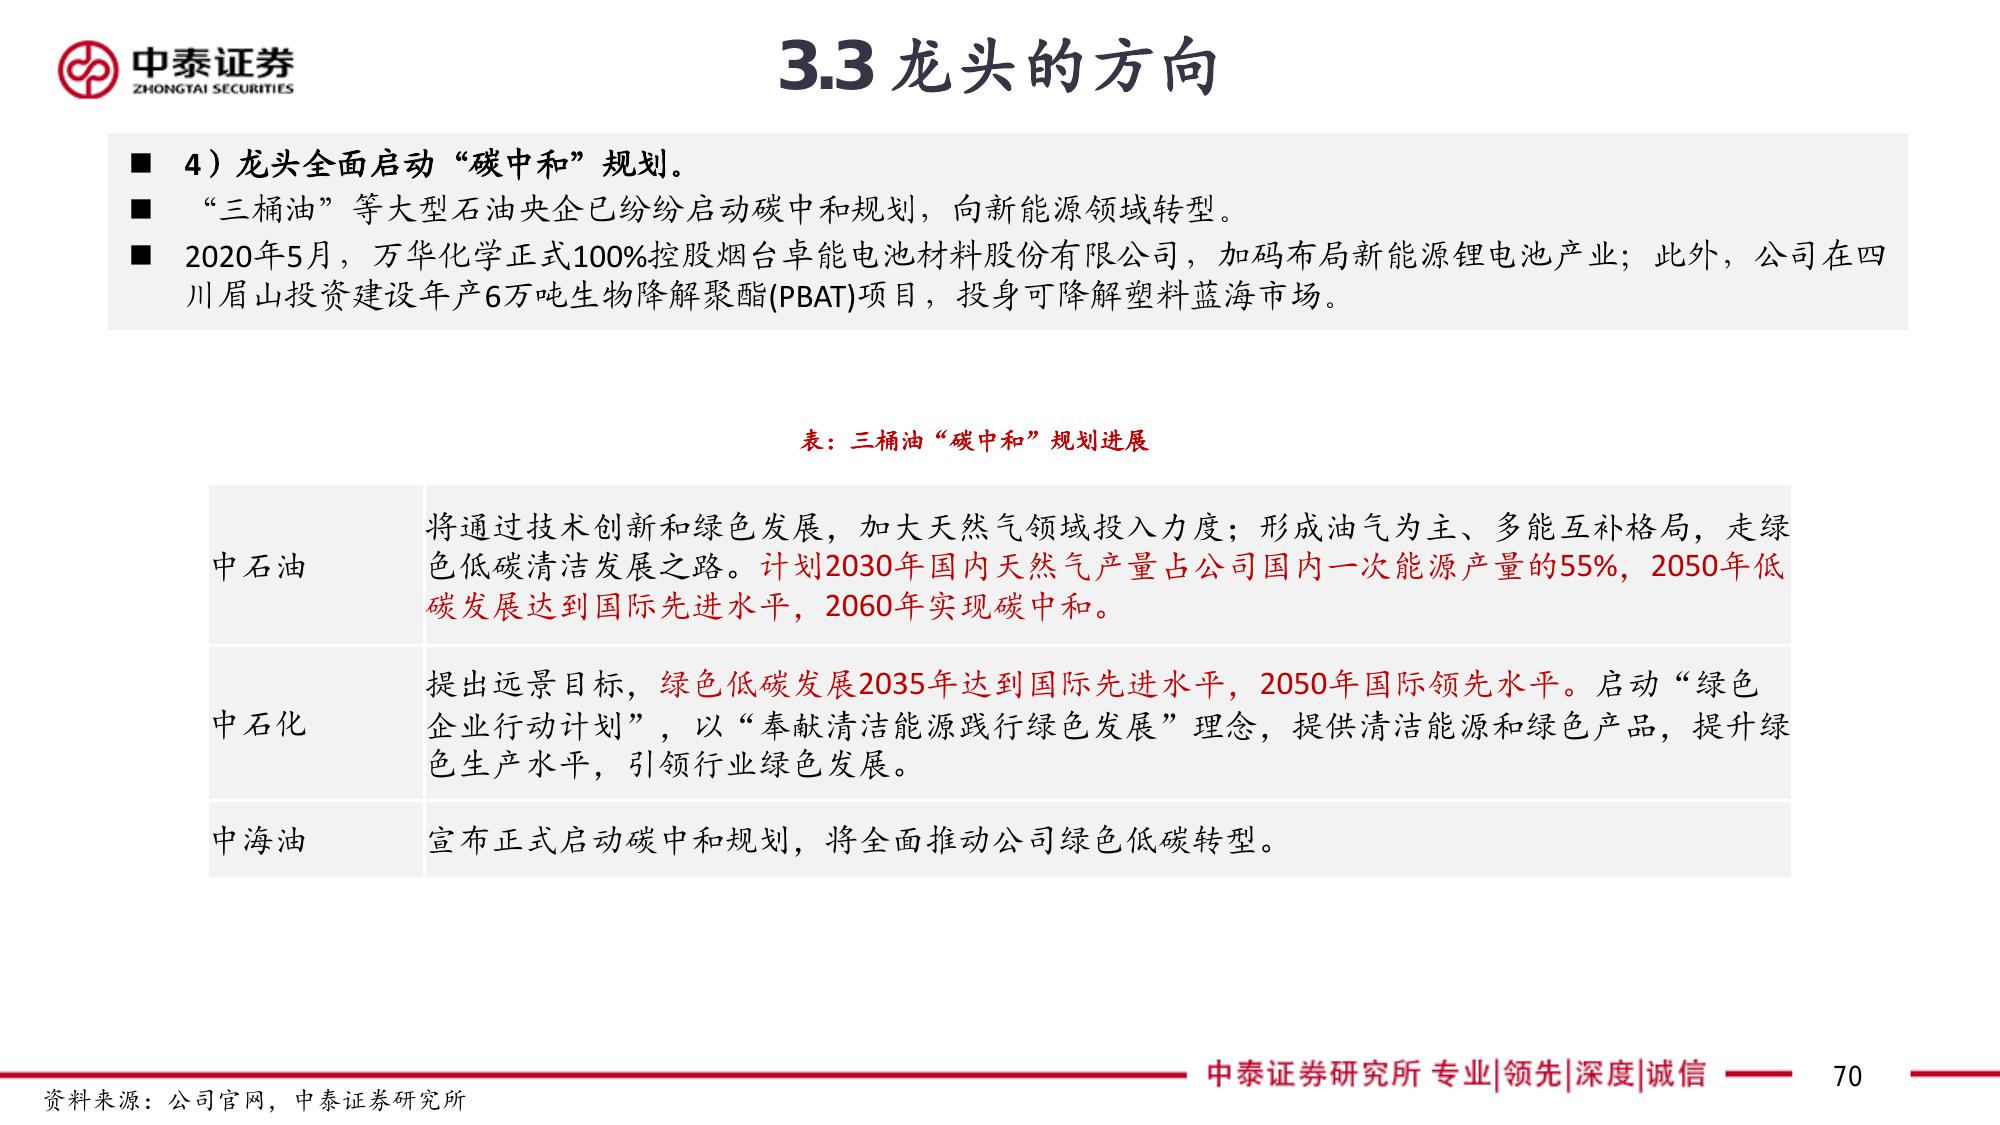 中泰证券
ZHONGTAI SECURITIES
3.3 龙头的方向
■ 4）龙头全面启动“碳中和”规划。
■ “三桶油”等大型石油央企已纷纷启动碳中和规划，向新能源领域转型。
■ 2020年5月，万华化学正式100%控股烟台卓能电池材料股份有限公司，加码布局新能源锂电池产业；此外，公司在四
川眉山投资建设年产6万吨生物降解聚酯(PBAT)项目，投身可降解塑料蓝海市场。
表：三桶油“碳中和”规划进展
中石油
将通过技术创新和绿色发展，加大天然气领域投入力度；形成油气为主、多能互补格局，走绿
色低碳清洁发展之路。计划2030年国内天然气产量占公司国内一次能源产量的55%，2050年低
碳发展达到国际先进水平，2060年实现碳中和。
中石化
提出远景目标，绿色低碳发展2035年达到国际先进水平，2050年国际领先水平。启动“绿色
企业行动计划”，以“奉献清洁能源践行绿色发展”理念，提供清洁能源和绿色产品，提升绿
色生产水平，引领行业绿色发展。
中海油
宣布正式启动碳中和规划，将全面推动公司绿色低碳转型。
中泰证券研究所 专业|领先|深度|诚信
70
资料来源：公司官网，中泰证券研究所